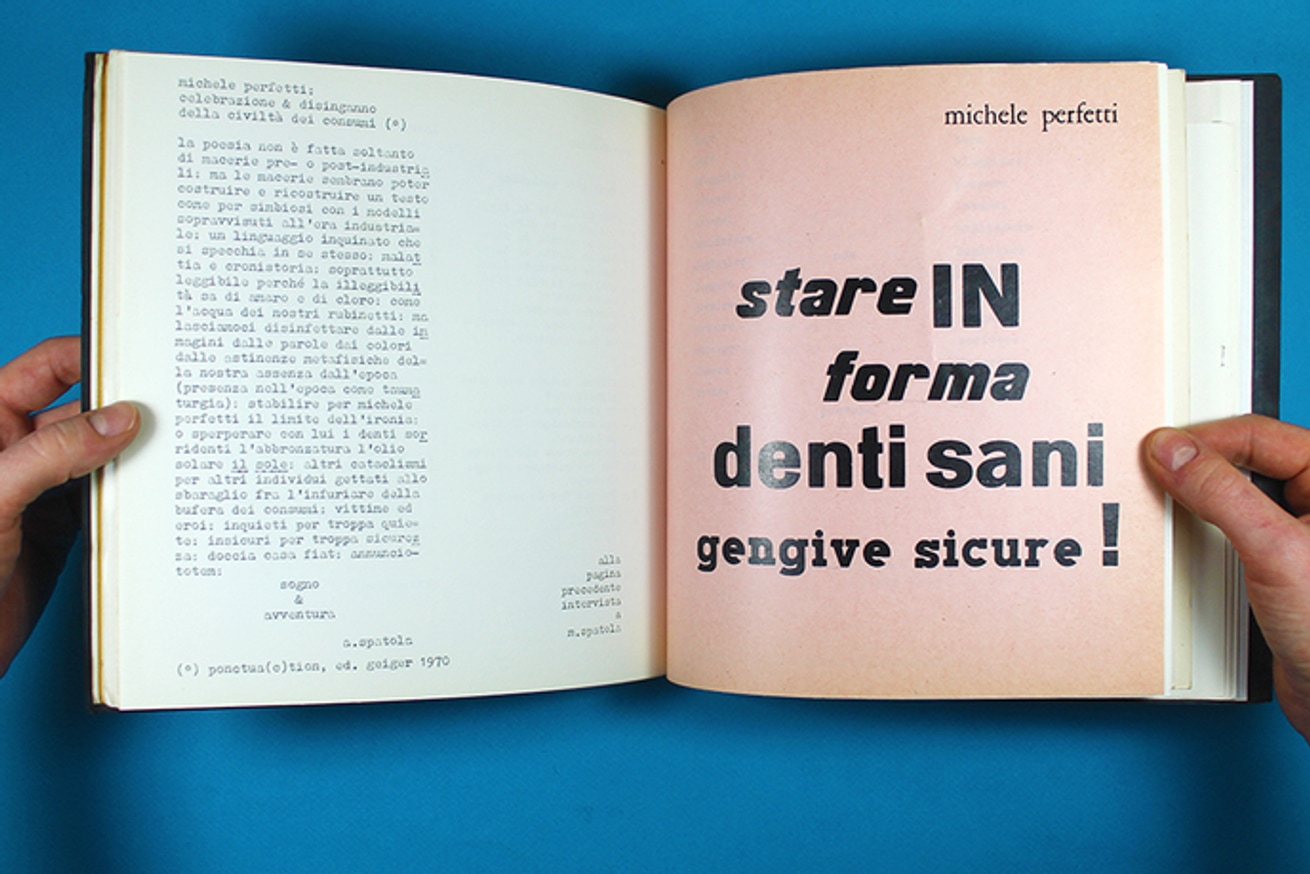 michele perfetti:
celebrazione & disinganno
della civiltà dei consumi (°)
la poesia non è fatta soltanto
di macerie pre- o post-industria
li: ma le macerie sembrano poter
costruire e ricostruire un testo
come per simbiosi con i modelli
sopravvisuti all'era industria=
le: un linguaggio inquinato che
si specchia in se stesso: malat
tia e cronistoria: soprattutto
leggibile perché la illeggibili
tà sa di amaro e di cloro: come
l'acqua dei nostri rubinetti: ma
lasciamoci disinfettare dalle im
magini dalle parole dai colori
dalle astinenze metafisiche del=
la nostra assenza dall'epoca
(presenza nell'epoca come tauma
turgia): stabilire per michele
perfetti il limite dell'ironia:
o sperperare con lui i denti sor
ridenti l'abbronzatura l'olio
solare il sole: altri cataclismi
per altri individui gettati allo
sbaraglio fra l'infuriare della
bufera dei consumi: vittime ed
eroi: inquieti per troppa quie=
te: insicuri per troppa sicurez
za: doccia casa fiat: annuncio-
totem:
sogno
&
avventura
a.spatola
(°) ponctua(c)tion, ed. geiger 1970
alla
pagina
precedente
intervista
a
m.spatola
michele perfetti
stare IN
forma
denti sani
gengive sicure !